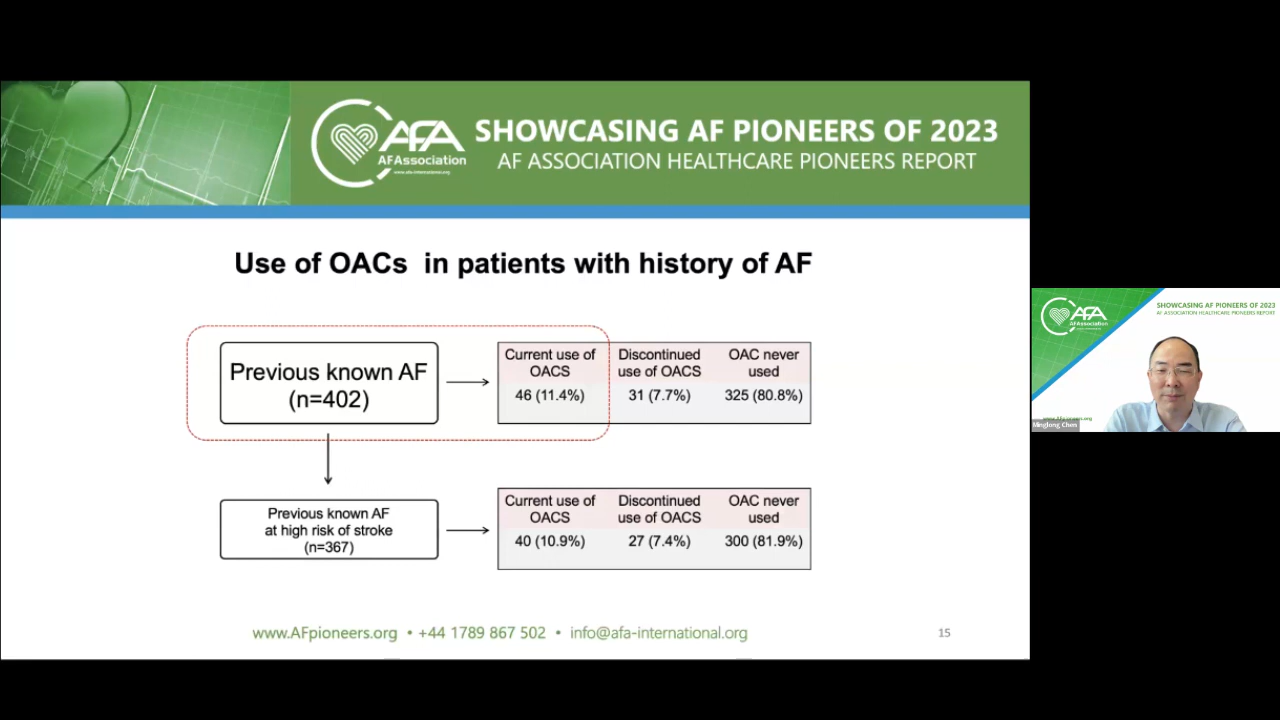 AFA
AFAssociation
www.afa-international.org
SHOWCASING AF PIONEERS OF 2023
AF ASSOCIATION HEALTHCARE PIONEERS REPORT
Use of OACs in patients with history of AF
Previous known AF
(n=402)
Current use of OACS
Discontinued use of OACS
OAC never used
46 (11.4%)
31 (7.7%)
325 (80.8%)
Previous known AF
at high risk of stroke
(n=367)
Current use of OACS
Discontinued use of OACS
OAC never used
40 (10.9%)
27 (7.4%)
300 (81.9%)
www.AFpioneers.org • +44 1789 867 502 • info@afa-international.org
15
AFA
AFAssociation
SHOWCASING AF PIONEERS OF 2023
AF ASSOCIATION HEALTHCARE PIONEERS REPORT
Minglong Chen